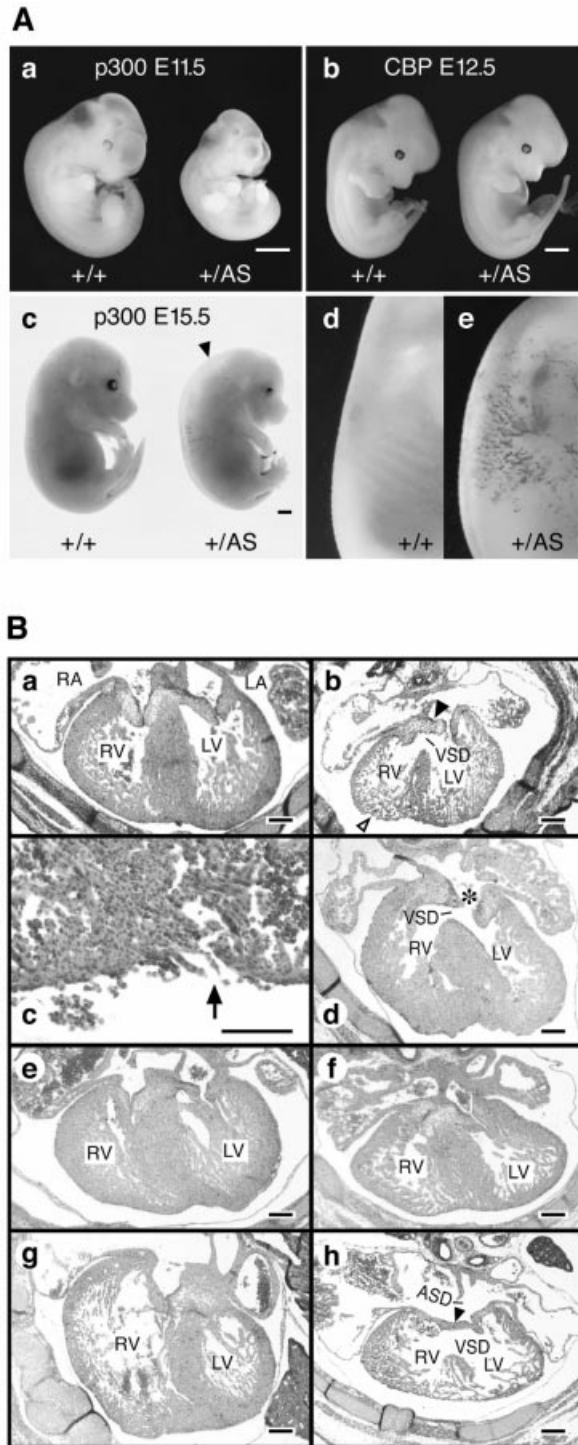 A
a
p300 E11.5
b
CBP E12.5
+/+
+/AS
+/+
+/AS
c
p300 E15.5
d
e
+/+
+/AS
+/+
+/AS
B
a
RA
LA
RV
LV
b
VSD
RV
LV
c
VSD
*
RV
LV
d
e
RV
LV
f
RV
LV
g
RV
LV
h
ASD
VSD
RV
LV